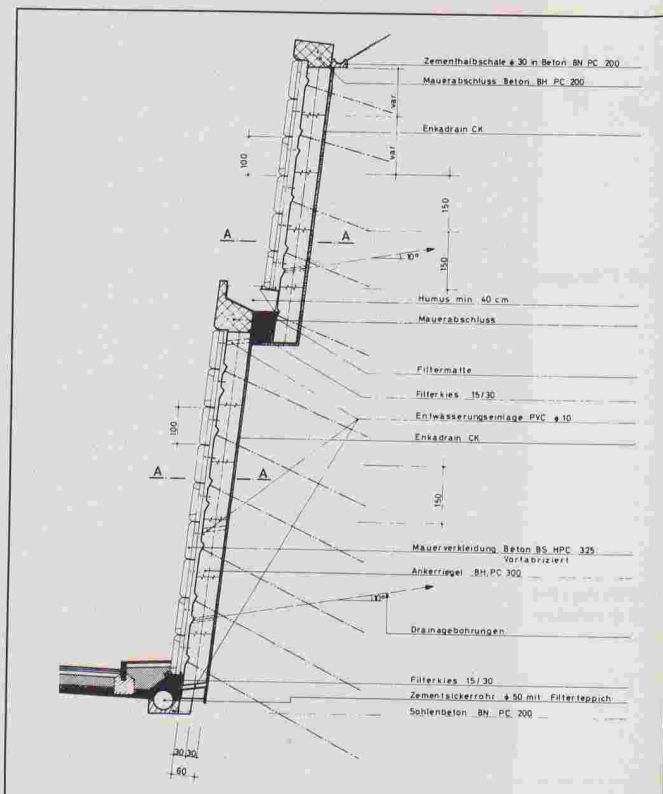 Zementhalbschale ϕ 30 in Beton BN PC 200
Mauerabschluss Beton BH PC 200
var.
Enkadrain CK
var.
100
150
A A
150
10°
Humus min. 40 cm
Mauerabschluss
Filtermatte
Filterkies 15/30
Entwässerungseinlage PVC ϕ 10
100
Enkadrain CK
A A
150
Mauerverkleidung Beton BS HPC 325
Vorfabriziert
Ankerriegel BH, PC 300
10°
Drainagebohrungen
Filterkies 15/30
Zementsickerrohr ϕ 50 mit Filterteppich
Sohlenbeton BN PC 200
30 30
60